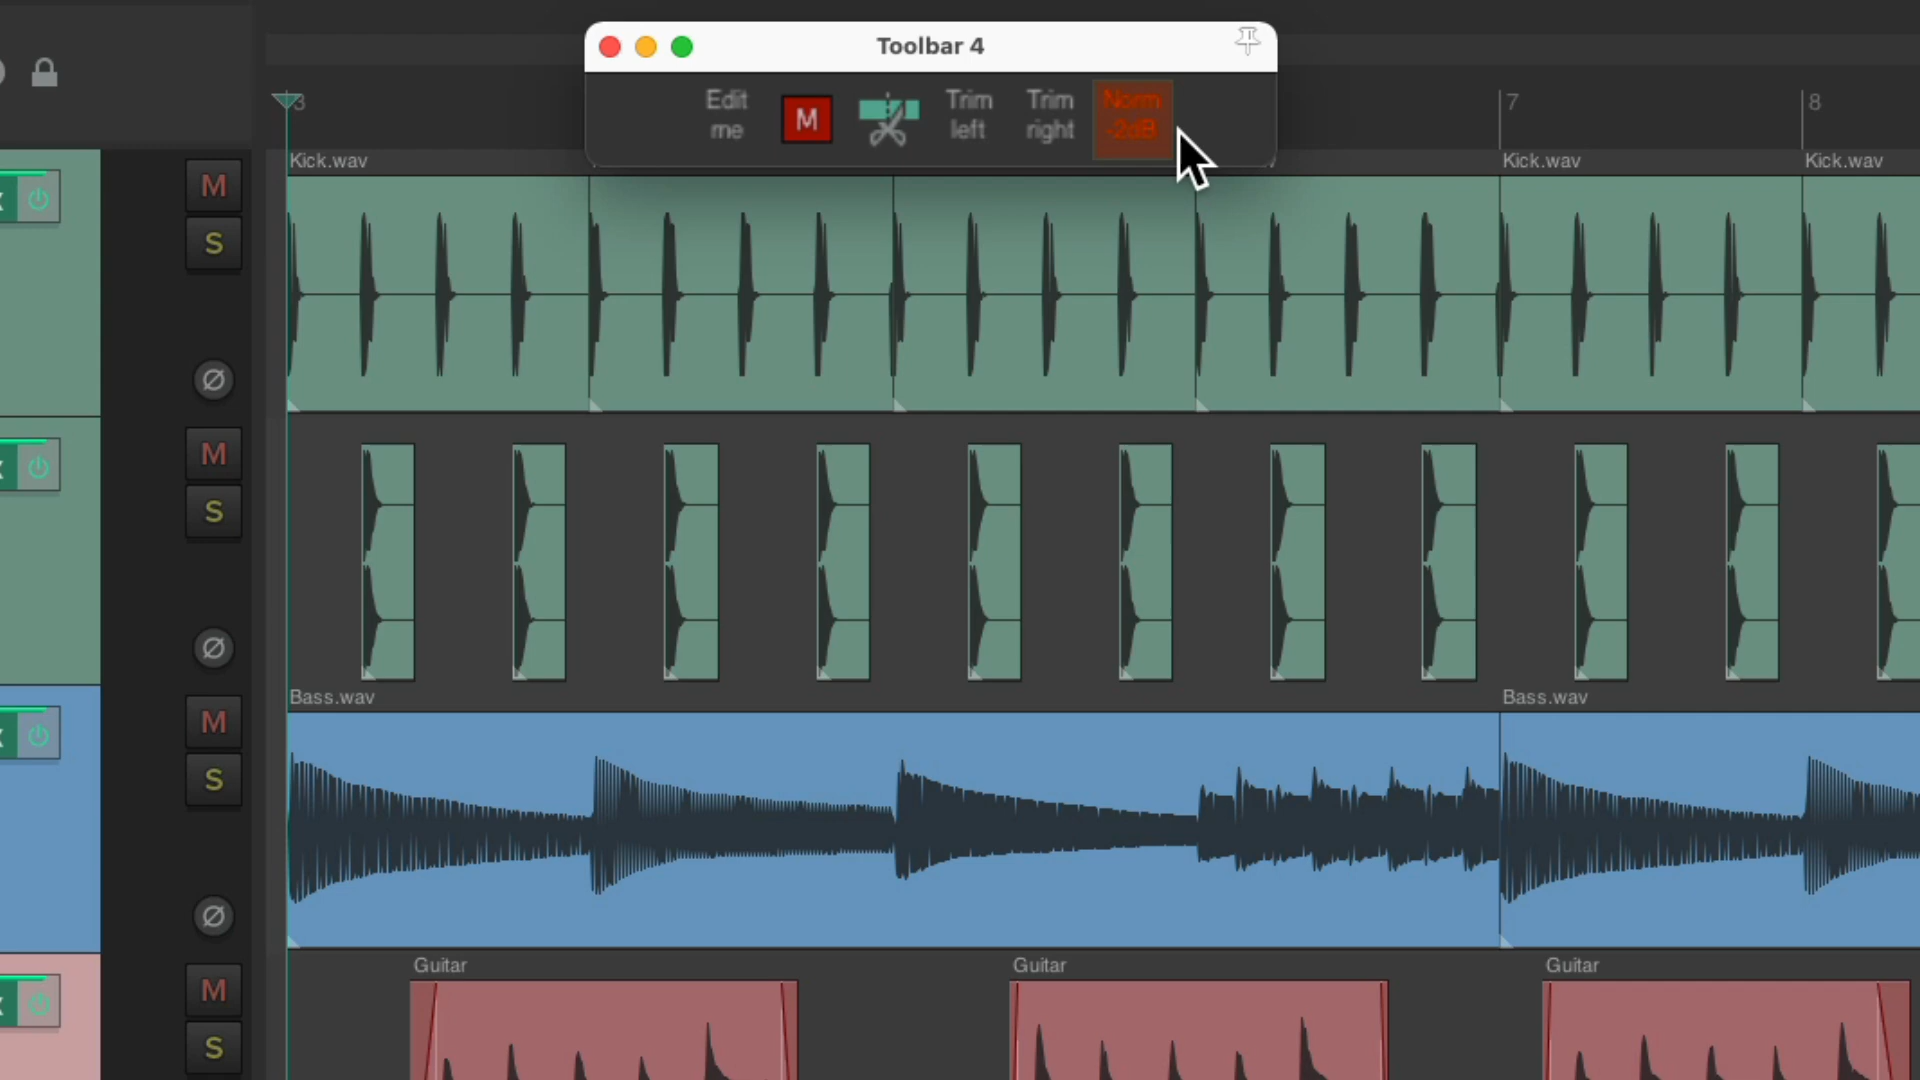 Toolbar 4
Edit
me
M
Trim
left
Trim
right
Norm
-2dB
3
7
8
Kick.wav
Kick.wav
Kick.wav
M
S
M
S
Bass.wav
Bass.wav
M
S
Guitar
Guitar
Guitar
M
S